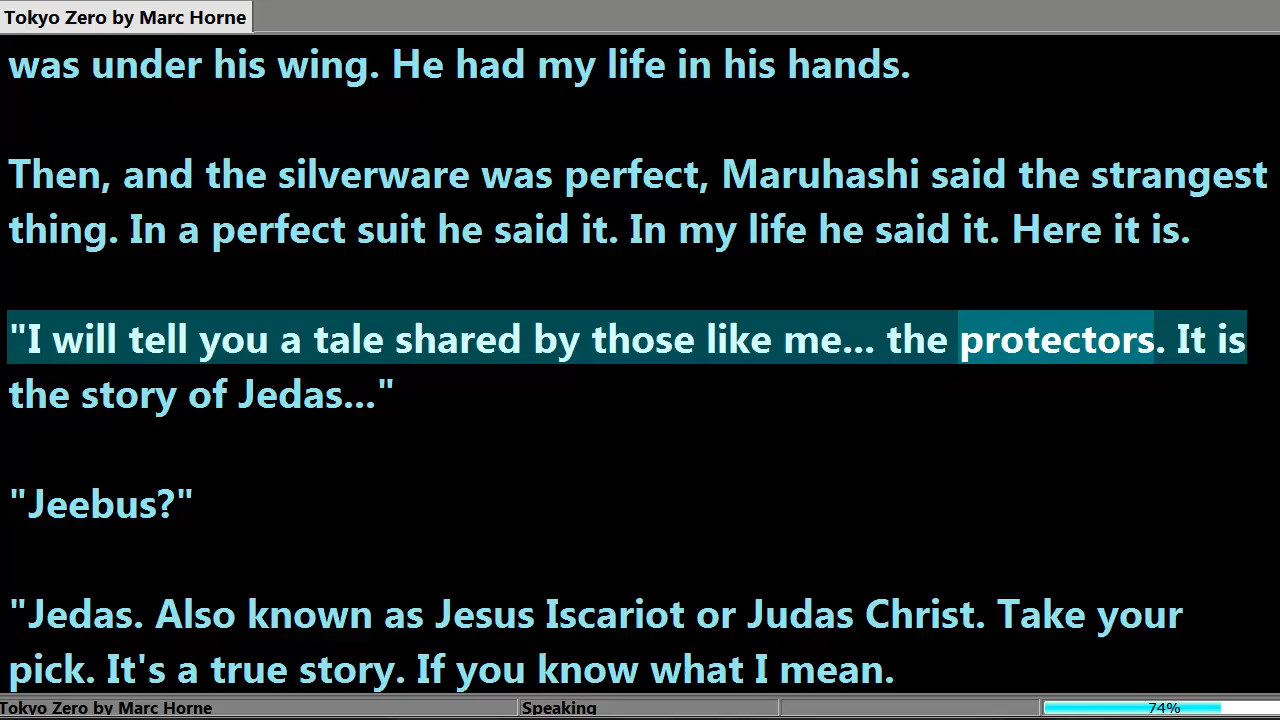 Tokyo Zero by Marc Horne
was under his wing. He had my life in his hands.
Then, and the silverware was perfect, Maruhashi said the strangest
thing. In a perfect suit he said it. In my life he said it. Here it is.
"I will tell you a tale shared by those like me... the protectors. It is
the story of Jedas..."
"Jeebus?"
"Jedas. Also known as Jesus Iscariot or Judas Christ. Take your
pick. It's a true story. If you know what I mean.
Tokyo Zero by Marc Horne
Speaking
74%